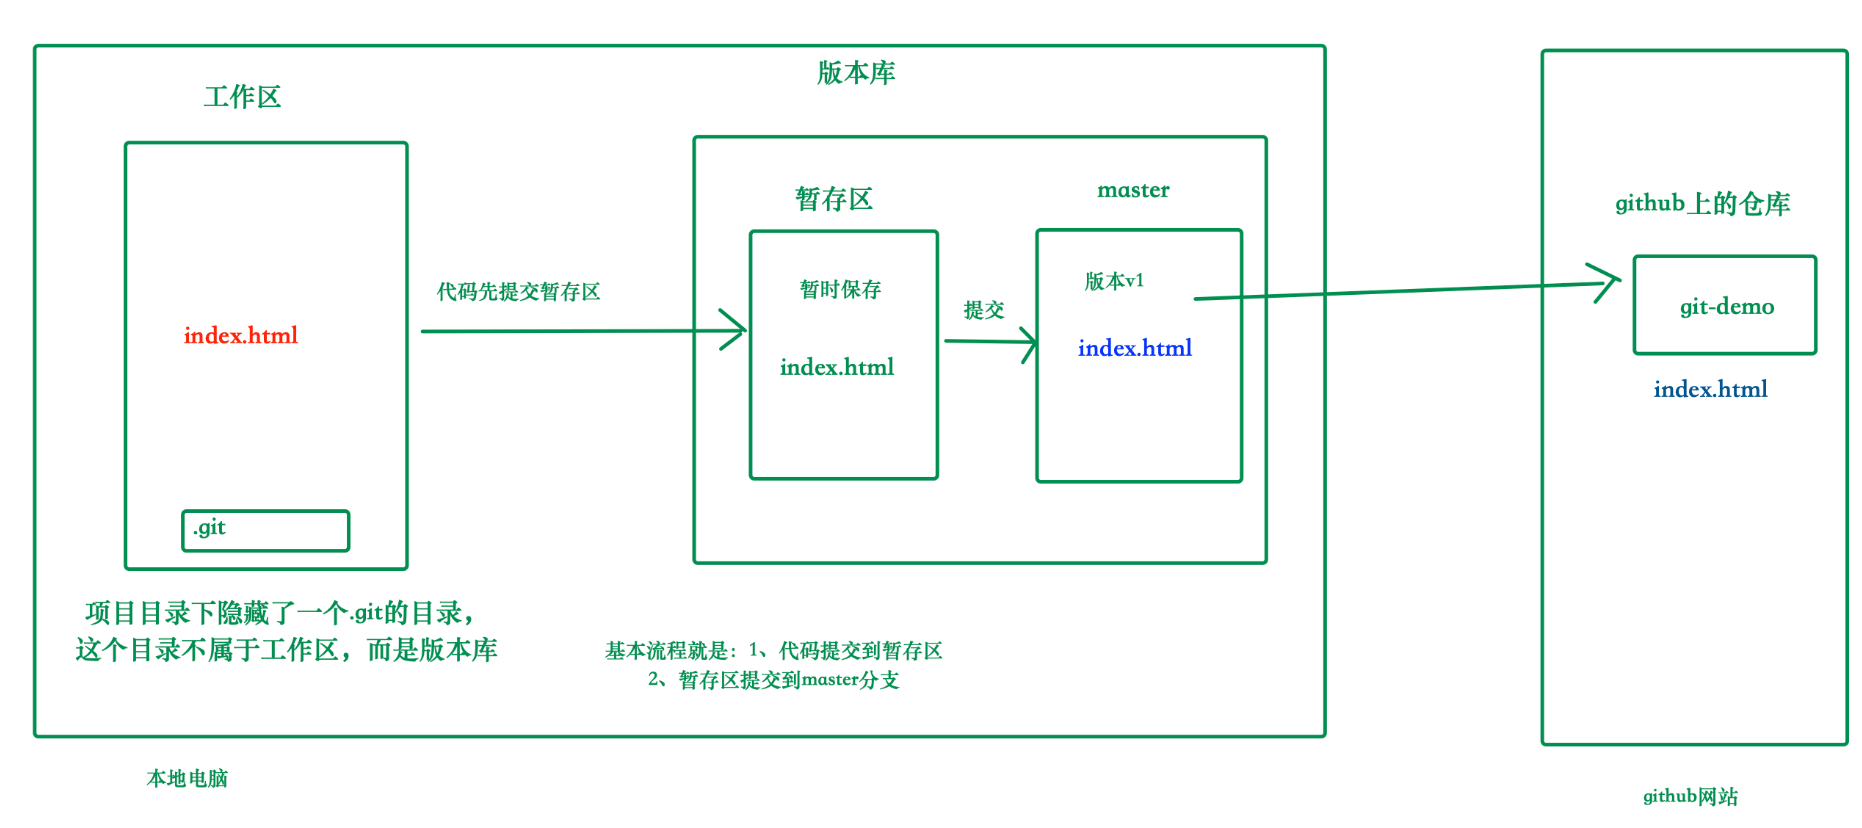 工作区
index.html
.git
项目目录下隐藏了一个.git的目录，
这个目录不属于工作区，而是版本库
代码先提交暂存区
版本库
暂存区
暂时保存
index.html
提交
master
版本v1
index.html
基本流程就是：1、代码提交到暂存区
2、暂存区提交到master分支
本地电脑
github上的仓库
git-demo
index.html
github网站